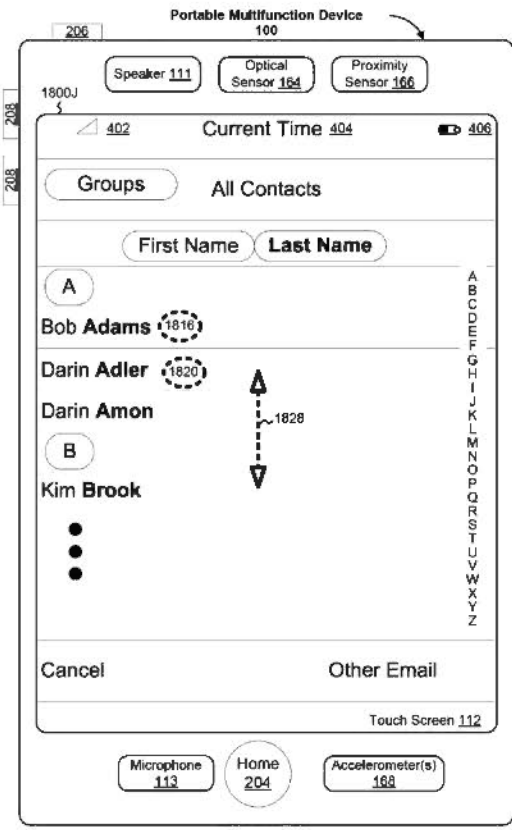 Portable Multifunction Device
100
206
Speaker 111
Optical
Sensor 164
Proximity
Sensor 166
1800J
208
208
402
Current Time 404
406
Groups
All Contacts
First Name
Last Name
A
Bob Adams 1816
Darin Adler 1820
Darin Amon
1828
B
Kim Brook
A
B
C
D
E
F
G
H
I
J
K
L
M
N
O
P
Q
R
S
T
U
V
W
X
Y
Z
Cancel
Other Email
Touch Screen 112
Microphone
113
Home
204
Accelerometer(s)
168